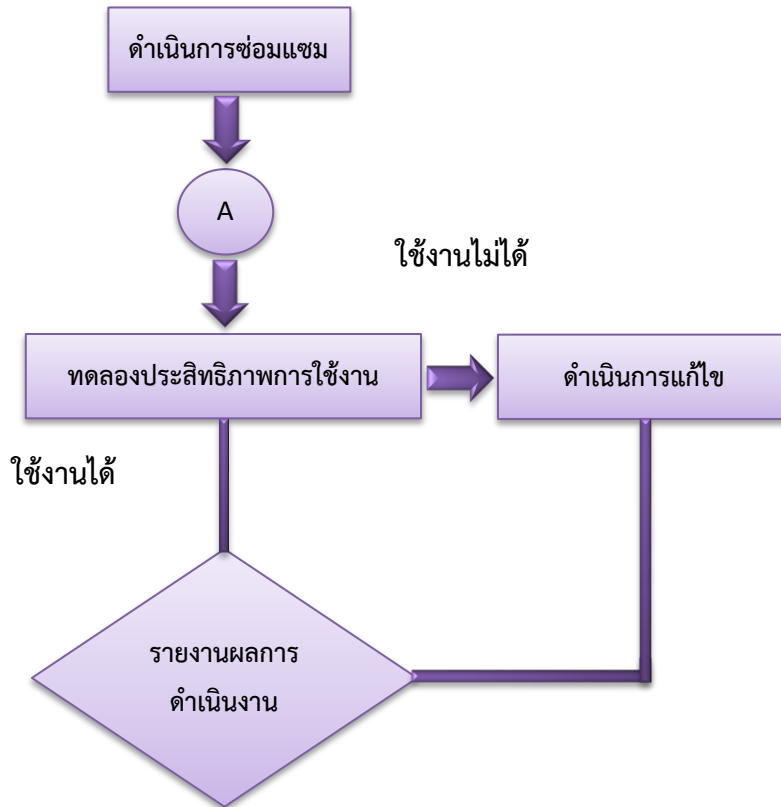 ดำเนินการซ่อมแซม
A
ใช้งานไม่ได้
ทดลองประสิทธิภาพการใช้งาน
ดำเนินการแก้ไข
ใช้งานได้
รายงานผลการ
ดำเนินงาน